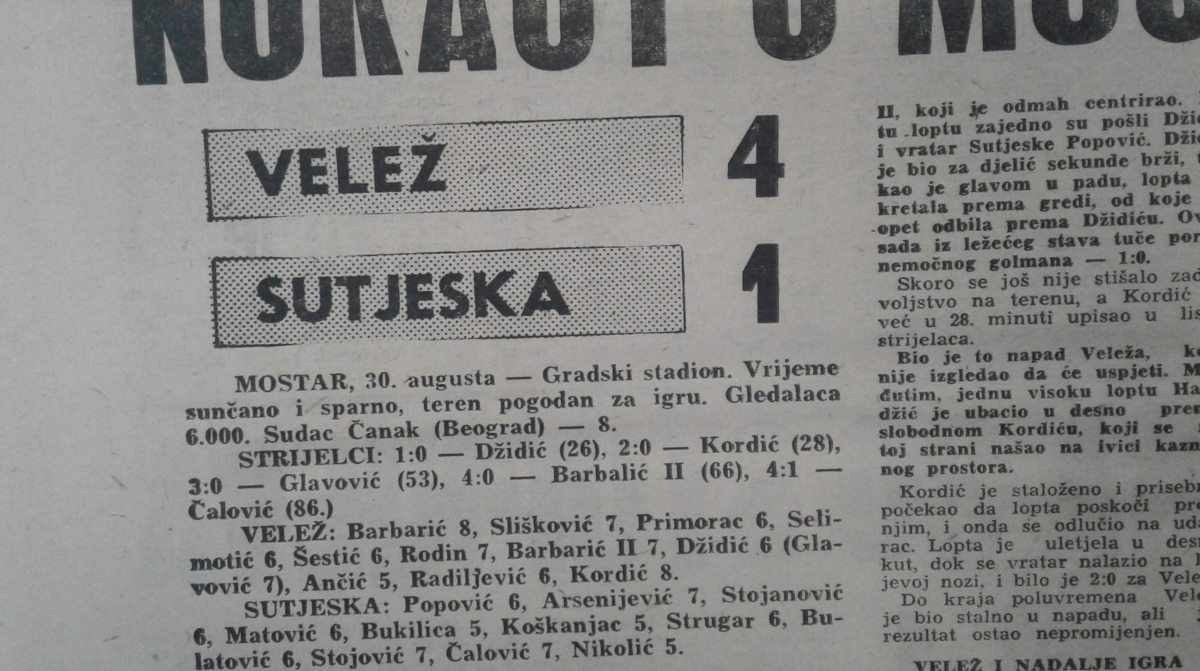 NOKAUT U
VELEŽ 4
SUTJESKA 1
MOSTAR, 30. augusta — Gradski stadion. Vrijeme
sunčano i sparno, teren pogodan za igru. Gledalaca
6.000. Sudac Čanak (Beograd) — 8.
STRIJELCI: 1:0 — Džidić (26), 2:0 — Kordić (28),
3:0 — Glavović (53), 4:0 — Barbalić II (66), 4:1 —
Čalović (86.)
VELEŽ: Barbarić 8, Slišković 7, Primorac 6, Seli-
motić 6, Šestić 6, Rodin 7, Barbarić II 7, Džidić 6 (Gla-
vović 7), Ančić 5, Radiljević 6, Kordić 8.
SUTJESKA: Popović 6, Arsenijević 7, Stojanović
6, Matović 6, Bukilica 5, Koškanjac 5, Strugar 6, Bu-
latović 6, Stojović 7, Čalović 7, Nikolić 5.
II, koji je odmah centrirao.
tu loptu zajedno su pošli
i vratar Sutjeske Popović.
je bio za djelić sekunde brži,
kao je glavom u padu, lopta
kretala prema gredi, od koje
opet odbila prema Džidiću.
sada iz ležećeg stava tuče
nemočnog golmana — 1:0.
Skoro se još nije stišalo
voljstvo na terenu, a Kordić
već u 28. minuti upisao u
strijelaca.
Bio je to napad Veleža,
nije izgledao da će uspjeti.
đutim, jednu visoku loptu
džić je ubacio u desno
slobodnom Kordiću, koji se
toj strani našao na ivici
nog prostora.
Kordić je staloženo i
počekao da lopta poskoči
njim, i onda se odlučio na
rac. Lopta je uletjela u
kut, dok se vratar nalazio na
jevoj nozi, i bilo je 2:0 za
Do kraja poluvremena
je bio stalno u napadu, ali
rezultat ostao nepromijenjen.
VELEŽ I NADALJE IGRA